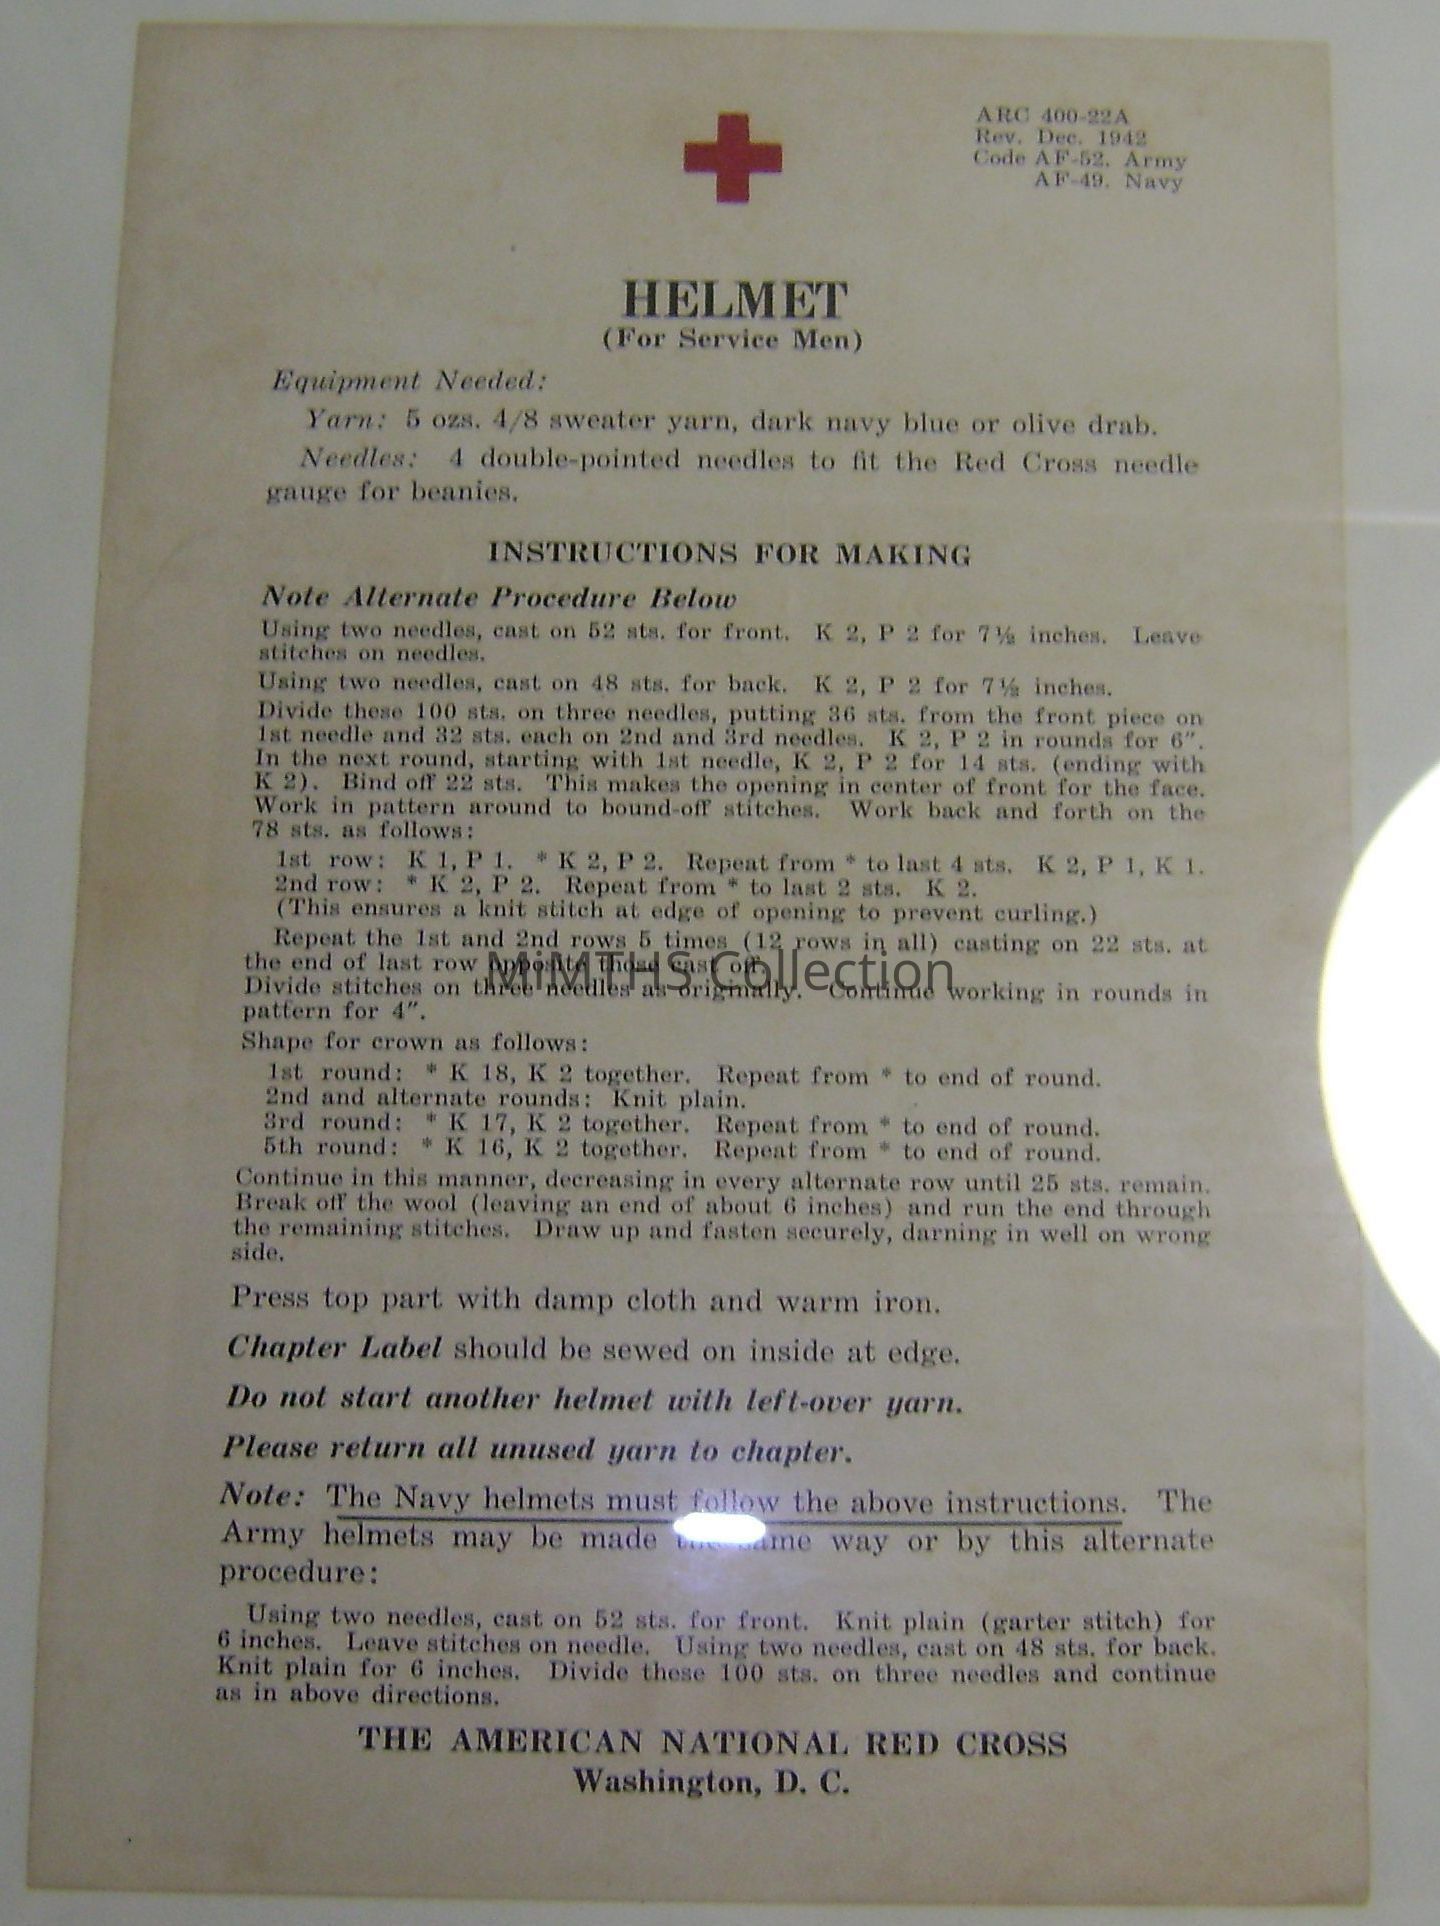 ARC 400-22A
Rev. Dec. 1942
Code AF-52. Army
AF-49. Navy
HELMET
(For Service Men)
Equipment Needed:
Yarn: 5 ozs. 4/8 sweater yarn, dark navy blue or olive drab.
Needles: 4 double-pointed needles to fit the Red Cross needle
gauge for beanies.
INSTRUCTIONS FOR MAKING
Note Alternate Procedure Below
Using two needles, cast on 52 sts. for front. K 2, P 2 for 7½ inches. Leave
stitches on needles.
Using two needles, cast on 48 sts. for back. K 2, P 2 for 7½ inches.
Divide these 100 sts. on three needles, putting 36 sts. from the front piece on
1st needle and 32 sts. each on 2nd and 3rd needles. K 2, P 2 in rounds for 6".
In the next round, starting with 1st needle, K 2, P 2 for 14 sts. (ending with
K 2). Bind off 22 sts. This makes the opening in center of front for the face.
Work in pattern around to bound-off stitches. Work back and forth on the
78 sts. as follows:
1st row: K 1, P 1. * K 2, P 2. Repeat from * to last 4 sts. K 2, P 1, K 1.
2nd row: * K 2, P 2. Repeat from * to last 2 sts. K 2.
(This ensures a knit stitch at edge of opening to prevent curling.)
Repeat the 1st and 2nd rows 5 times (12 rows in all) casting on 22 sts. at
the end of last row opposite those cast off.
MiMTHS Collection
Divide stitches on three needles as originally. Continue working in rounds in
pattern for 4".
Shape for crown as follows:
1st round: * K 18, K 2 together. Repeat from * to end of round.
2nd and alternate rounds: Knit plain.
3rd round: * K 17, K 2 together. Repeat from * to end of round.
5th round: * K 16, K 2 together. Repeat from * to end of round.
Continue in this manner, decreasing in every alternate row until 25 sts. remain.
Break off the wool (leaving an end of about 6 inches) and run the end through
the remaining stitches. Draw up and fasten securely, darning in well on wrong
side.
Press top part with damp cloth and warm iron.
Chapter Label should be sewed on inside at edge.
Do not start another helmet with left-over yarn.
Please return all unused yarn to chapter.
Note: The Navy helmets must follow the above instructions. The
Army helmets may be made the same way or by this alternate
procedure:
Using two needles, cast on 52 sts. for front. Knit plain (garter stitch) for
6 inches. Leave stitches on needle. Using two needles, cast on 48 sts. for back.
Knit plain for 6 inches. Divide these 100 sts. on three needles and continue
as in above directions.
THE AMERICAN NATIONAL RED CROSS
Washington, D. C.